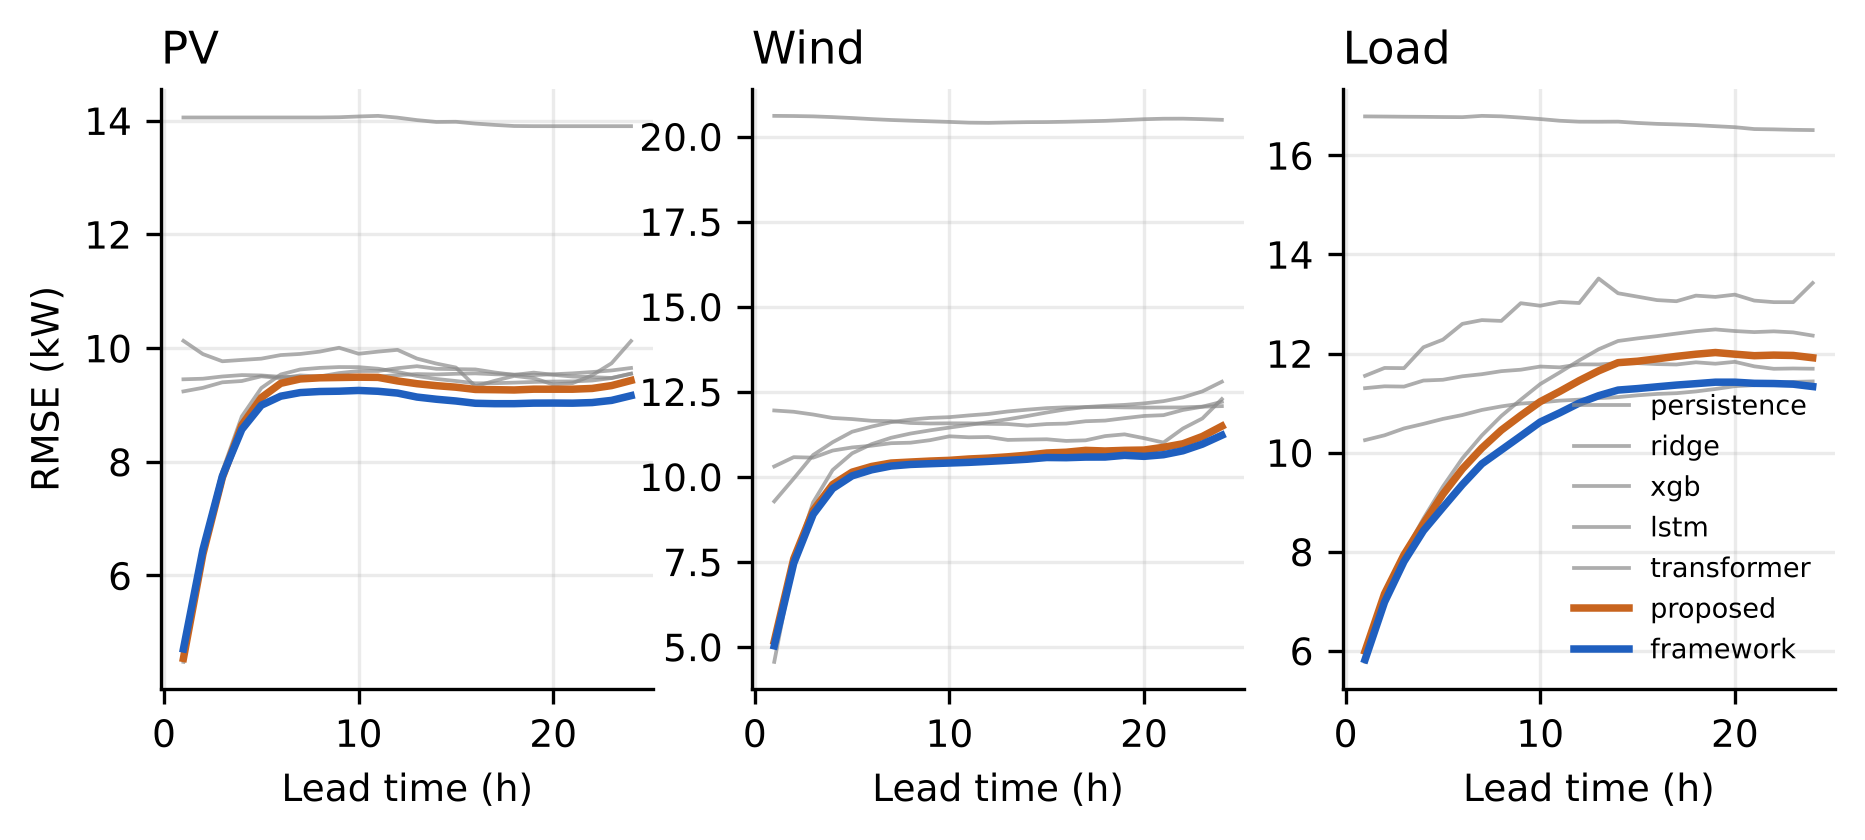 PV
Wind
Load
RMSE (kW)
14
12
10
8
6
0
10
20
Lead time (h)
20.0
17.5
15.0
12.5
10.0
7.5
5.0
0
10
20
Lead time (h)
16
14
12
10
8
6
0
10
20
Lead time (h)
persistence
ridge
xgb
lstm
transformer
proposed
framework